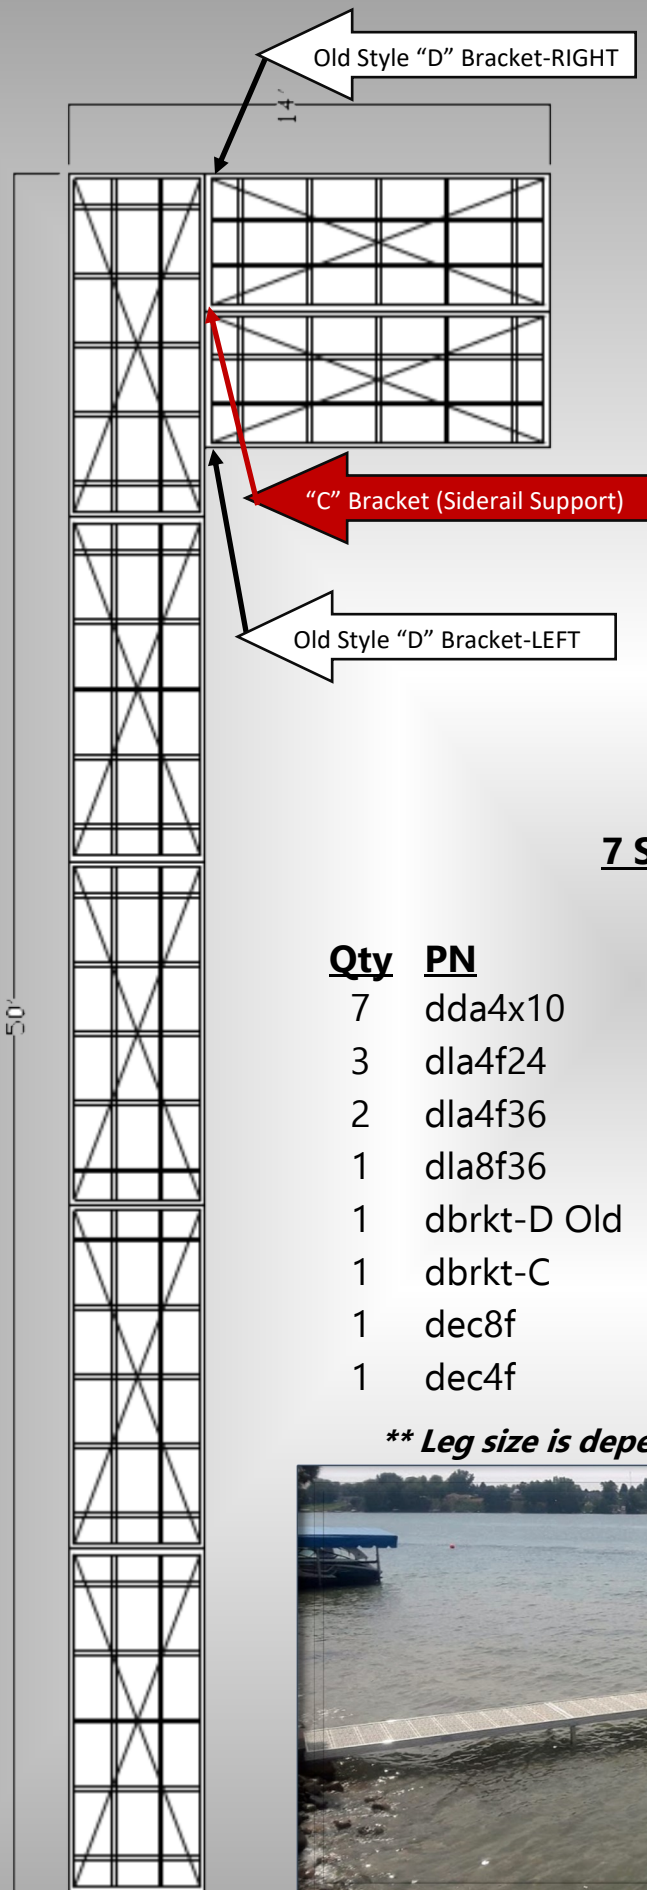 Old Style “D” Bracket-RIGHT
14'
“C” Bracket (Siderail Support)
Old Style “D” Bracket-LEFT
7 S
Qty PN
7 dda4x10
3 dla4f24
2 dla4f36
50'
1 dla8f36
1 dbrkt-D Old
1 dbrkt-C
1 dec8f
1 dec4f
** Leg size is depe